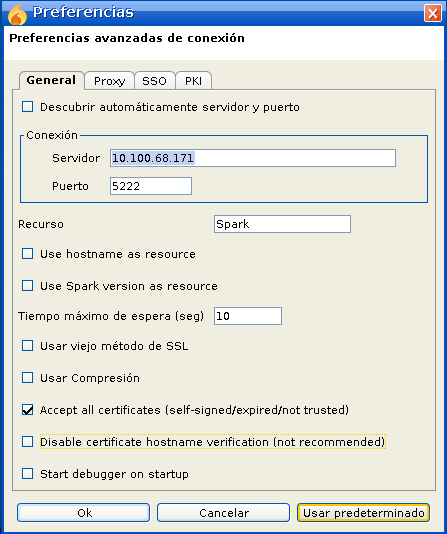 Preferencias
Preferencias avanzadas de conexión
General Proxy SSO PKI
Descubrir automáticamente servidor y puerto
Conexión
Servidor 10.100.68.171
Puerto 5222
Recurso Spark
Use hostname as resource
Use Spark version as resource
Tiempo máximo de espera (seg) 10
Usar viejo método de SSL
Usar Compresión
Accept all certificates (self-signed/expired/not trusted)
Disable certificate hostname verification (not recommended)
Start debugger on startup
Ok Cancelar Usar predeterminado